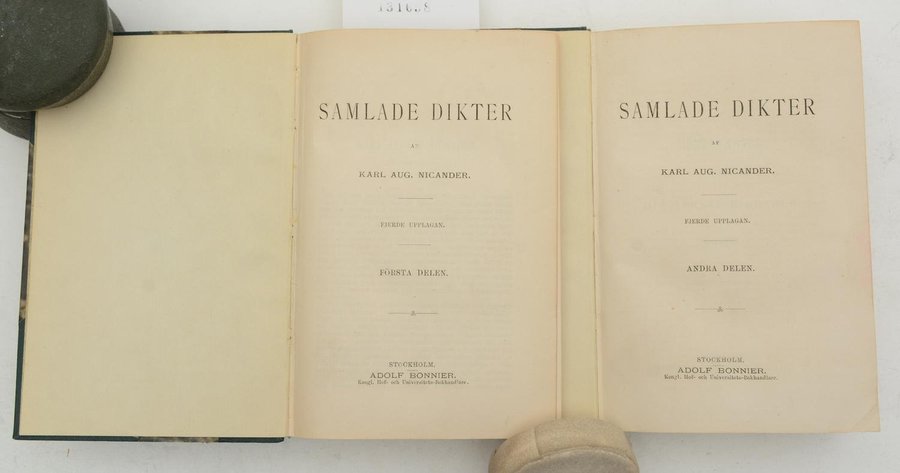 131658
SAMLADE DIKTER
AF
KARL AUG. NICANDER.
FJERDE UPPLAGAN.
FÖRSTA DELEN.
STOCKHOLM,
ADOLF BONNIER.
Kongl. Hof- och Universitets-Bokhandlare.
SAMLADE DIKTER
AF
KARL AUG. NICANDER.
FJERDE UPPLAGAN.
ANDRA DELEN.
STOCKHOLM,
ADOLF BONNIER.
Kongl. Hof- och Universitets-Bokhandlare.